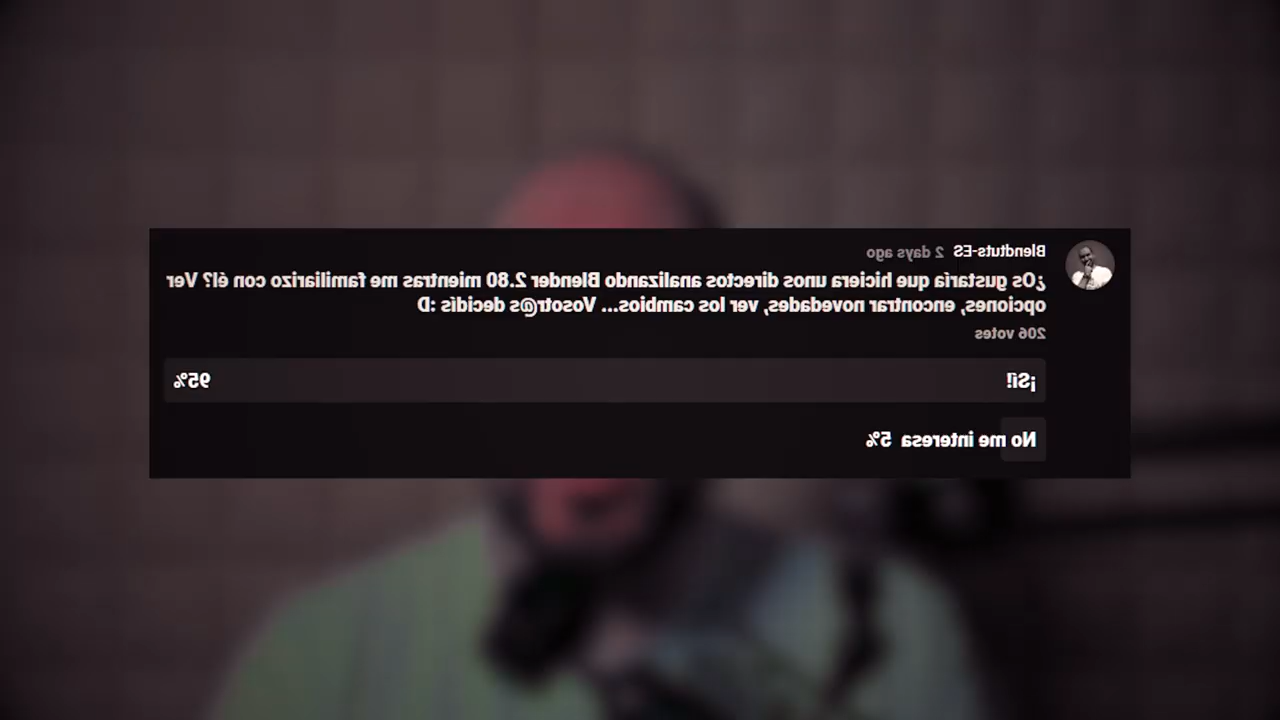 Blendtuts-ES 2 days ago
¿Os gustaría que hiciera unos directos analizando Blender 2.80 mientras me familiarizo con él? Ver
opciones, encontrar novedades, ver los cambios... Vosotr@s decidís :D
206 votes
¡Sí! 95%
No me interesa 5%